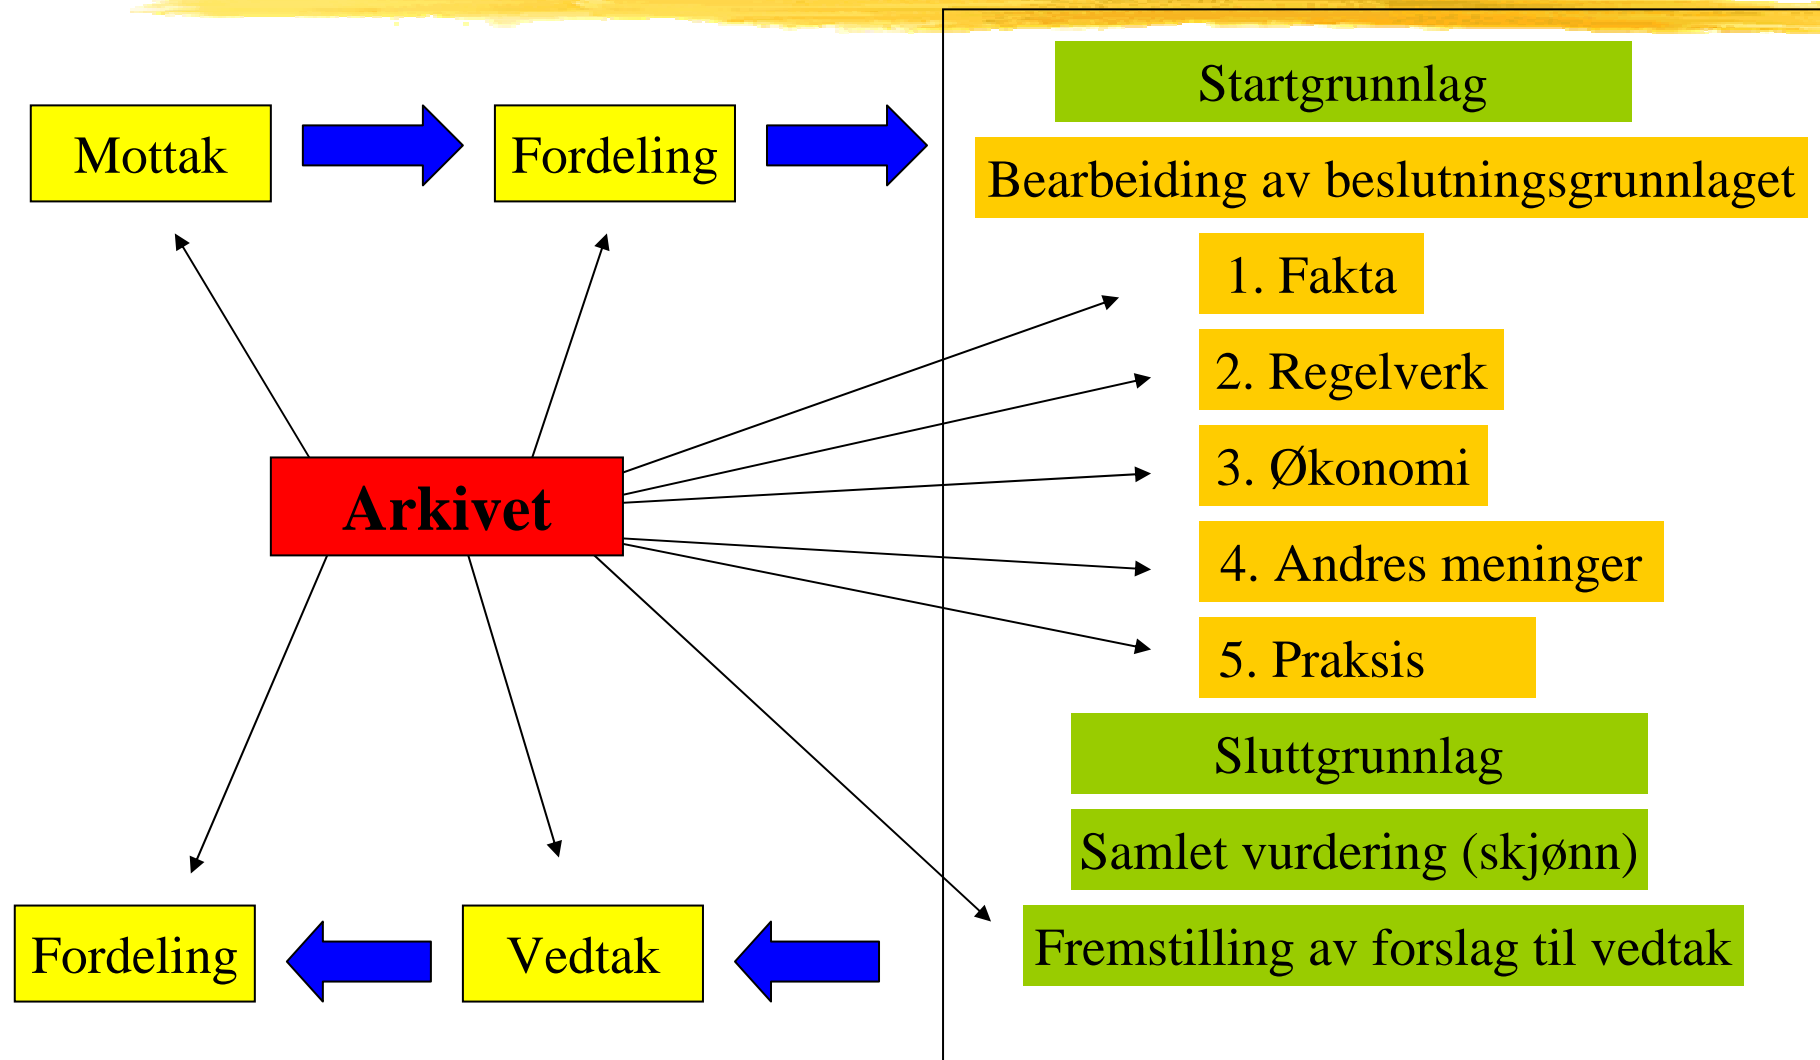 Mottak
Fordeling
Startgrunnlag
Bearbeiding av beslutningsgrunnlaget
1. Fakta
2. Regelverk
3. Økonomi
4. Andres meninger
5. Praksis
Sluttgrunnlag
Samlet vurdering (skjønn)
Fremstilling av forslag til vedtak
Arkivet
Fordeling
Vedtak